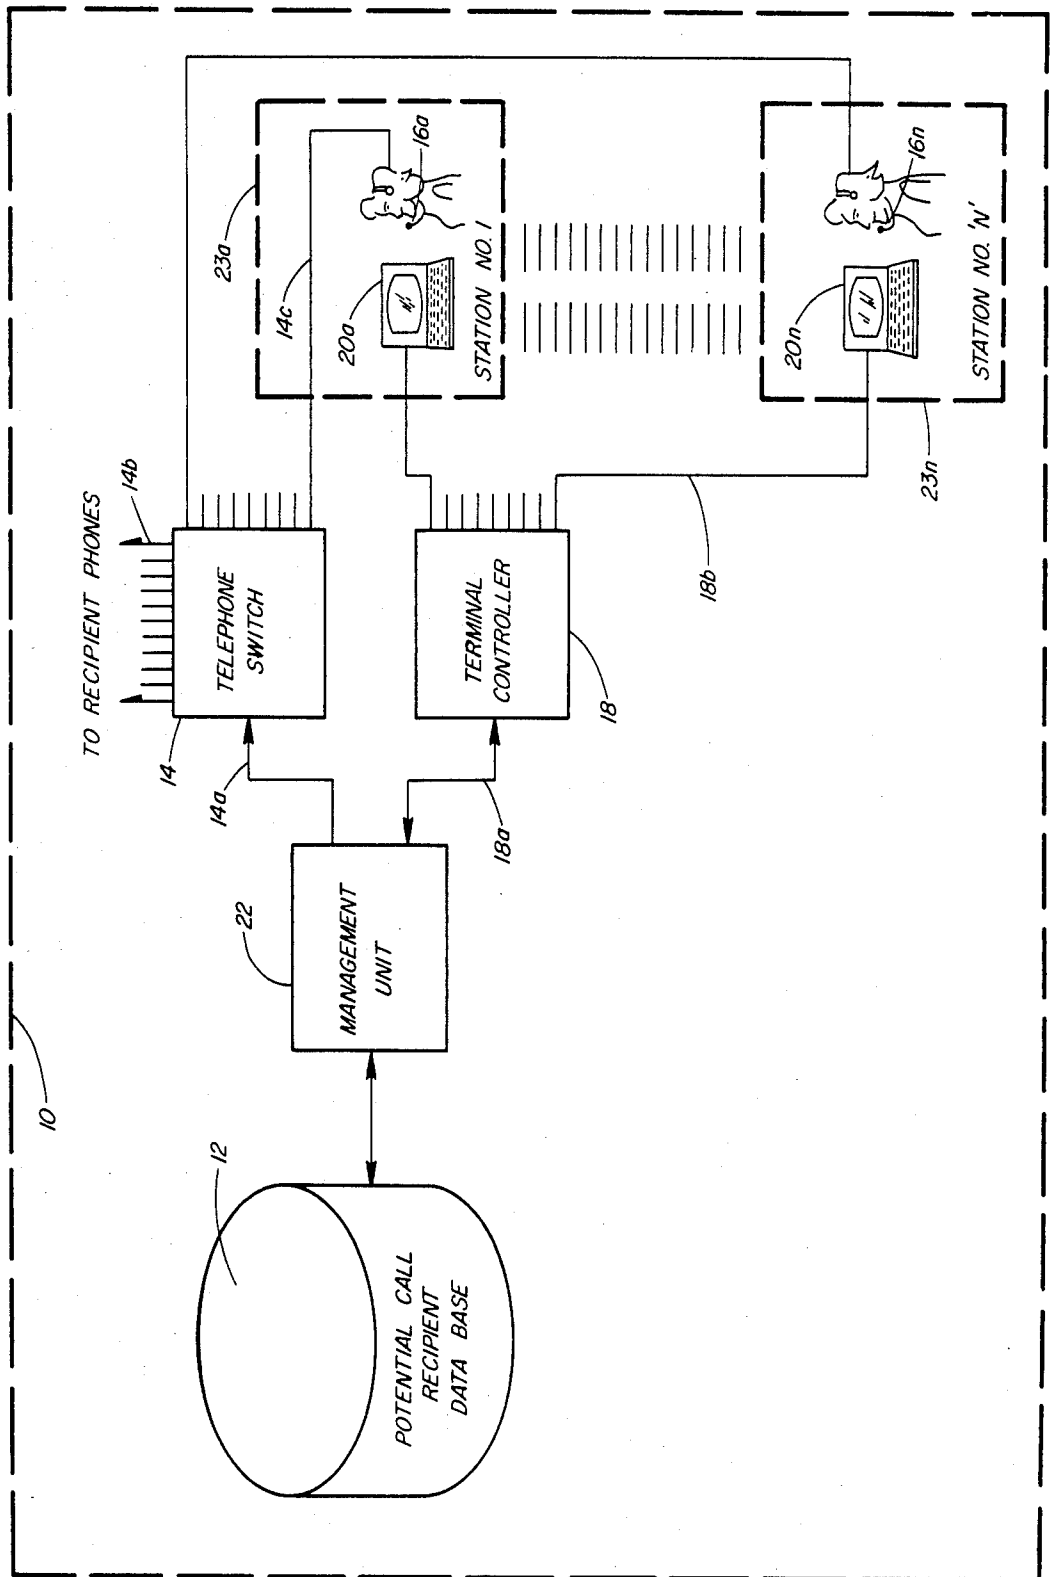 10
12
POTENTIAL CALL
RECIPIENT
DATA BASE
22
MANAGEMENT
UNIT
14a
18a
TO RECIPIENT PHONES
14b
14
TELEPHONE
SWITCH
TERMINAL
CONTROLLER
18
18b
23a
14c
20a
16a
STATION NO. 1
20n
16n
STATION NO. 'N'
23n